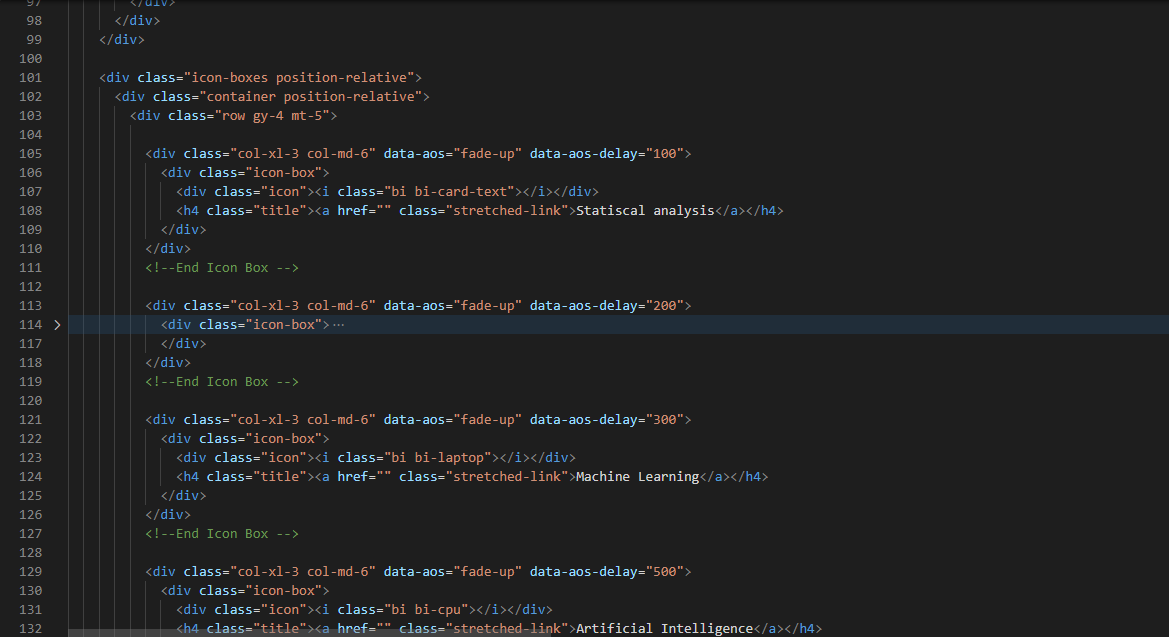 97 </div>
98 </div>
99 </div>
100
101 <div class="icon-boxes position-relative">
102 <div class="container position-relative">
103 <div class="row gy-4 mt-5">
104
105 <div class="col-xl-3 col-md-6" data-aos="fade-up" data-aos-delay="100">
106 <div class="icon-box">
107 <div class="icon"><i class="bi bi-card-text"></i></div>
108 <h4 class="title"><a href="" class="stretched-link">Statiscal analysis</a></h4>
109 </div>
110 </div>
111 <!--End Icon Box -->
112
113 <div class="col-xl-3 col-md-6" data-aos="fade-up" data-aos-delay="200">
114 <div class="icon-box">···
117 </div>
118 </div>
119 <!--End Icon Box -->
120
121 <div class="col-xl-3 col-md-6" data-aos="fade-up" data-aos-delay="300">
122 <div class="icon-box">
123 <div class="icon"><i class="bi bi-laptop"></i></div>
124 <h4 class="title"><a href="" class="stretched-link">Machine Learning</a></h4>
125 </div>
126 </div>
127 <!--End Icon Box -->
128
129 <div class="col-xl-3 col-md-6" data-aos="fade-up" data-aos-delay="500">
130 <div class="icon-box">
131 <div class="icon"><i class="bi bi-cpu"></i></div>
132 <h4 class="title"><a href="" class="stretched-link">Artificial Intelligence</a></h4>